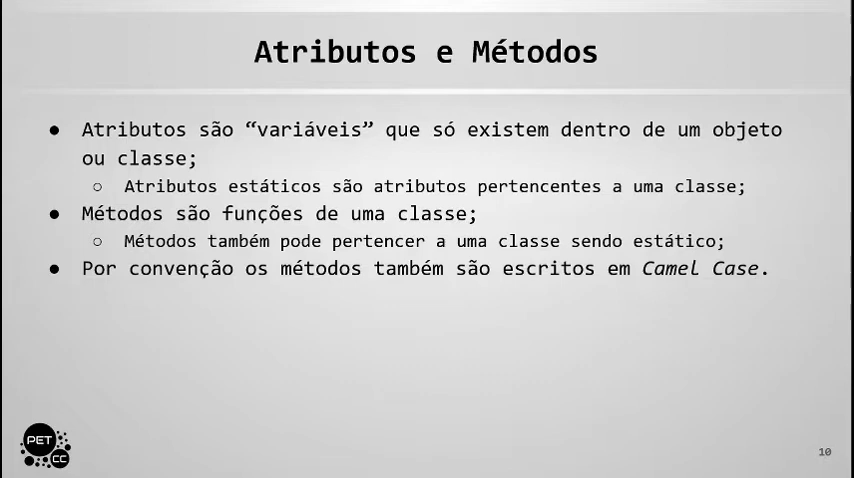 Atributos e Métodos
● Atributos são “variáveis” que só existem dentro de um objeto
ou classe;
○ Atributos estáticos são atributos pertencentes a uma classe;
● Métodos são funções de uma classe;
○ Métodos também pode pertencer a uma classe sendo estático;
● Por convenção os métodos também são escritos em Camel Case.
PET
CC
10